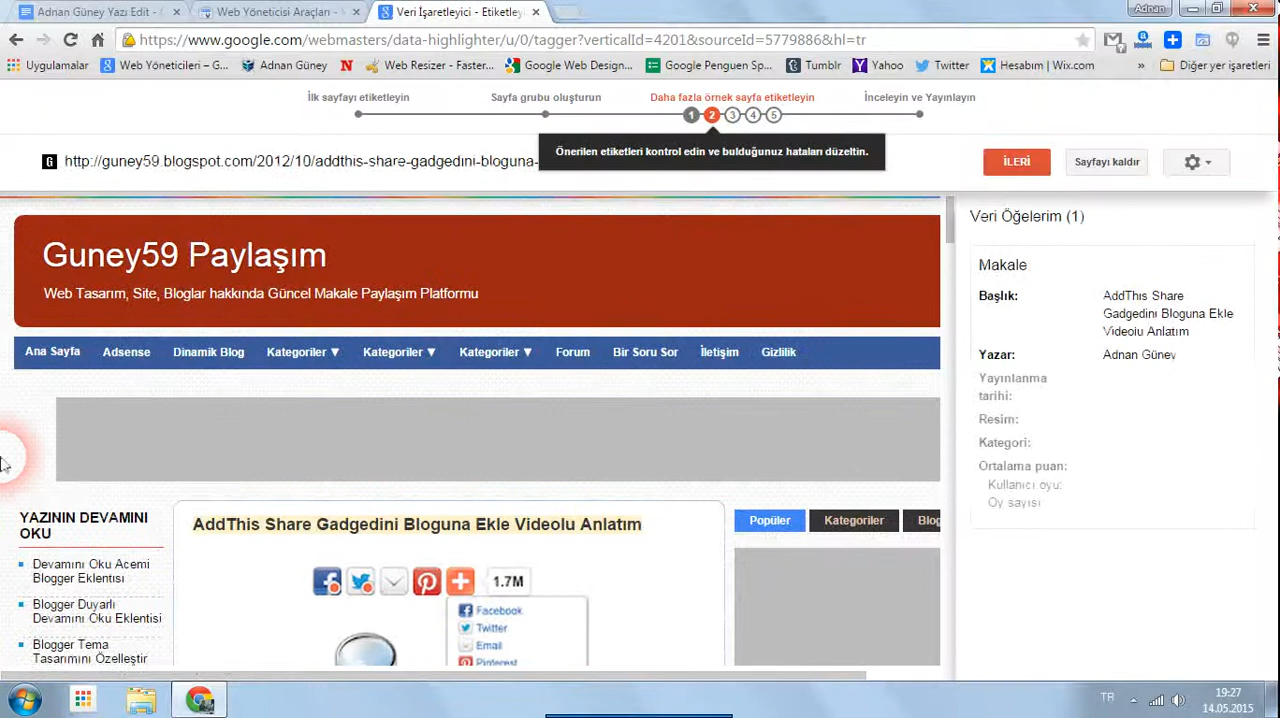 Adnan Güney Yazı Edit -
Web Yöneticisi Araçları -
Veri İşaretleyici - Etiketley
Adnan
https://www.google.com/webmasters/data-highlighter/u/0/tagger?verticalId=4201&sourceId=5779886&hl=tr
Uygulamalar
Web Yöneticileri – G...
Adnan Güney
Web Resizer - Faster...
Google Web Design...
Google Penguen Sp...
Tumblr
Yahoo
Twitter
Hesabım | Wix.com
»
Diğer yer işaretleri
İlk sayfayı etiketleyin
Sayfa grubu oluşturun
Daha fazla örnek sayfa etiketleyin
İnceleyin ve Yayınlayın
1 2 3 4 5
Önerilen etiketleri kontrol edin ve bulduğunuz hataları düzeltin.
http://guney59.blogspot.com/2012/10/addthis-share-gadgedini-bloguna-
İLERİ
Sayfayı kaldır
Guney59 Paylaşım
Web Tasarım, Site, Bloglar hakkında Güncel Makale Paylaşım Platformu
Ana Sayfa Adsense Dinamik Blog Kategoriler ▼ Kategoriler ▼ Kategoriler ▼ Forum Bir Soru Sor İletişim Gizlilik
Veri Öğelerim (1)
Makale
Başlık: AddThis Share
Gadgedini Bloguna Ekle
Videolu Anlatım
Yazar: Adnan Güney
Yayınlanma
tarihi:
Resim:
Kategori:
Ortalama puan:
Kullanıcı oyu:
Oy sayısı
YAZININ DEVAMINI
OKU
Devamını Oku Acemi
Blogger Eklentısı
Blogger Duyarlı
Devamını Oku Eklentisi
Blogger Tema
Tasarımını Özelleştir
AddThis Share Gadgedini Bloguna Ekle Videolu Anlatım
1.7M
Facebook
Twitter
Email
Pinterest
Popüler
Kategoriler
Blog
TR
19:27
14.05.2015